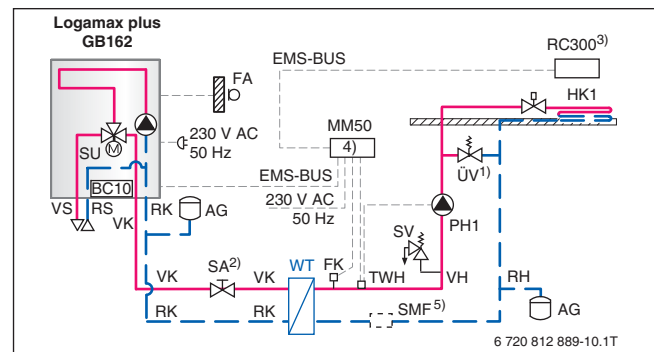 Logamax plus
GB162
RC300³⁾
EMS-BUS
FA
HK1
MM50
4)
230 V AC
50 Hz
SU
M
ÜV¹⁾
EMS-BUS
BC10
VS
RS
VK
RK
AG
230 V AC
50 Hz
PH1
SV
SA²⁾
FK
VK
VK
WT
TWH
VH
RH
RK
RK
SMF⁵⁾
AG
6 720 812 889-10.1T